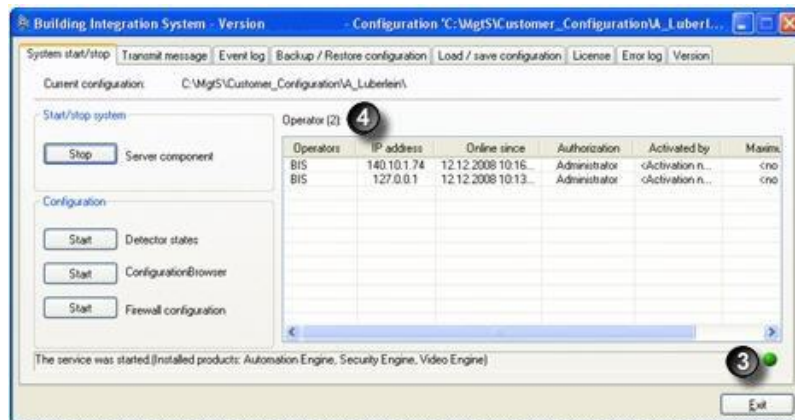 Building Integration System - Version - Configuration "C:\MgtS\Customer_Configuration\A_Luberl...
System start/stop Transmit message Event log Backup / Restore configuration Load / save configuration License Error log Version
Current configuration: C:\MgtS\Customer_Configuration\A_Luberlein\
Start/stop system
Stop Server component
Configuration
Start Detector states
Start ConfigurationBrowser
Start Firewall configuration
Operator (2): 4
Operators IP address Online since Authorization Activated by Maximu
BIS 140.10.1.74 12.12.2008 10:16... Administrator <Activation n... <no
BIS 127.0.0.1 12.12.2008 10:13... Administrator <Activation n... <no
The service was started.(Installed products: Automation Engine, Security Engine, Video Engine) 3
Exit